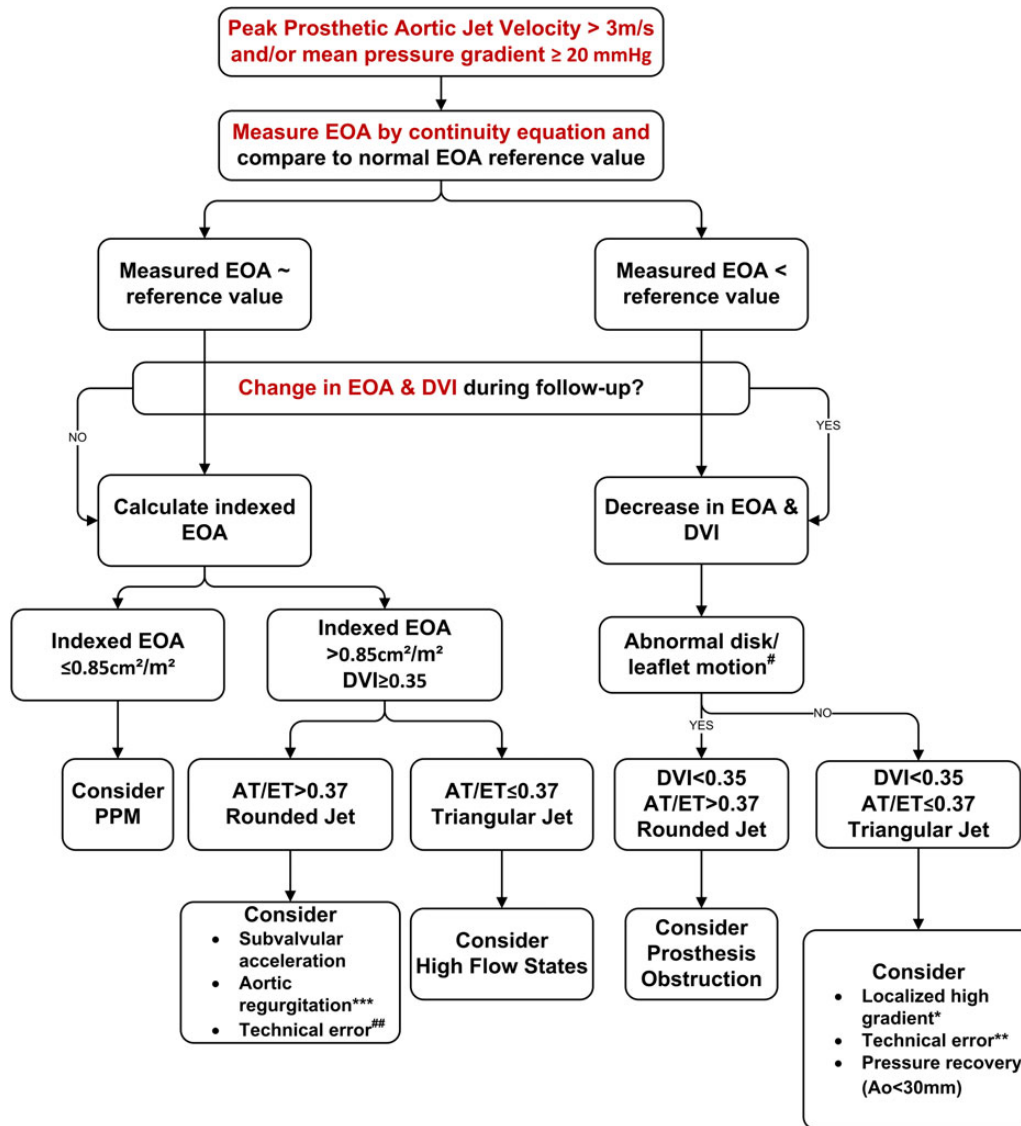 Peak Prosthetic Aortic Jet Velocity > 3m/s
and/or mean pressure gradient ≥ 20 mmHg
Measure EOA by continuity equation and
compare to normal EOA reference value
Measured EOA ~
reference value
Measured EOA <
reference value
Change in EOA & DVI during follow-up?
NO
YES
Calculate indexed
EOA
Decrease in EOA &
DVI
Indexed EOA
≤0.85cm²/m²
Indexed EOA
>0.85cm²/m²
DVI≥0.35
Abnormal disk/
leaflet motion#
YES
NO
Consider
PPM
AT/ET>0.37
Rounded Jet
AT/ET≤0.37
Triangular Jet
DVI<0.35
AT/ET>0.37
Rounded Jet
DVI<0.35
AT/ET≤0.37
Triangular Jet
Consider
• Subvalvular
acceleration
• Aortic
regurgitation***
• Technical error##
Consider
High Flow States
Consider
Prosthesis
Obstruction
Consider
• Localized high
gradient*
• Technical error**
• Pressure recovery
(Ao<30mm)